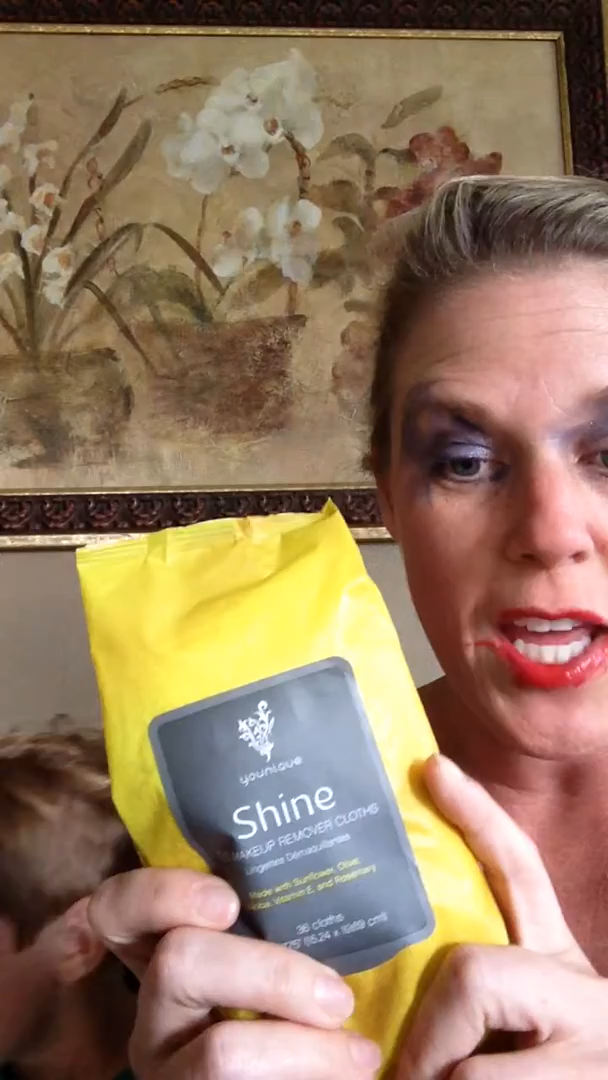 younique
Shine
MAKEUP REMOVER CLOTHS
Lingettes Démaquillantes
Made with Sunflower, Olive,
Vitamin E, and Rosemary
36 cloths